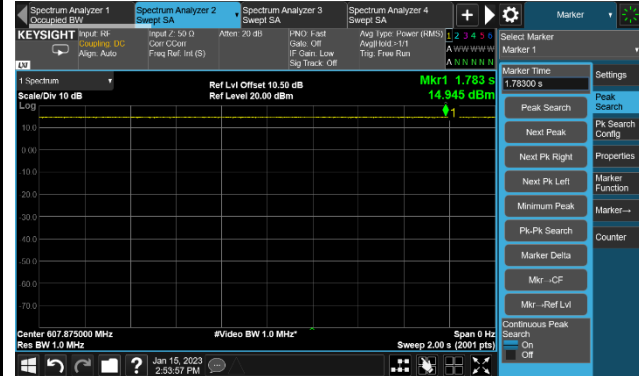 Spectrum Analyzer 1
Occupied BW
Spectrum Analyzer 2
Swept SA
Spectrum Analyzer 3
Swept SA
Spectrum Analyzer 4
Swept SA
Marker
KEYSIGHT
Input: RF
Coupling: DC
Align: Auto
Input Z: 50 Ω
Corr CCorr
Freq Ref: Int (S)
Atten: 20 dB
PNO: Fast
Gate: Off
IF Gain: Low
Sig Track: Off
Avg Type: Power (RMS)
Avg|Hold:>1/1
Trig: Free Run
1 2 3 4 5 6
A W W W W W
A N N N N N
LXI
Select Marker
Marker 1
1 Spectrum
Scale/Div 10 dB
Log
Ref Lvl Offset 10.50 dB
Ref Level 20.00 dBm
Mkr1 1.783 s
14.945 dBm
1
10.0
0.00
-10.0
-20.0
-30.0
-40.0
-50.0
-60.0
-70.0
Center 607.875000 MHz
Res BW 1.0 MHz
#Video BW 1.0 MHz*
Span 0 Hz
Sweep 2.00 s (2001 pts)
Marker Time
1.78300 s
Peak Search
Next Peak
Next Pk Right
Next Pk Left
Minimum Peak
Pk-Pk Search
Marker Delta
Mkr→CF
Mkr→Ref Lvl
Continuous Peak
Search
On
Off
Settings
Peak
Search
Pk Search
Config
Properties
Marker
Function
Marker→
Counter
?
Jan 15, 2023
2:53:57 PM